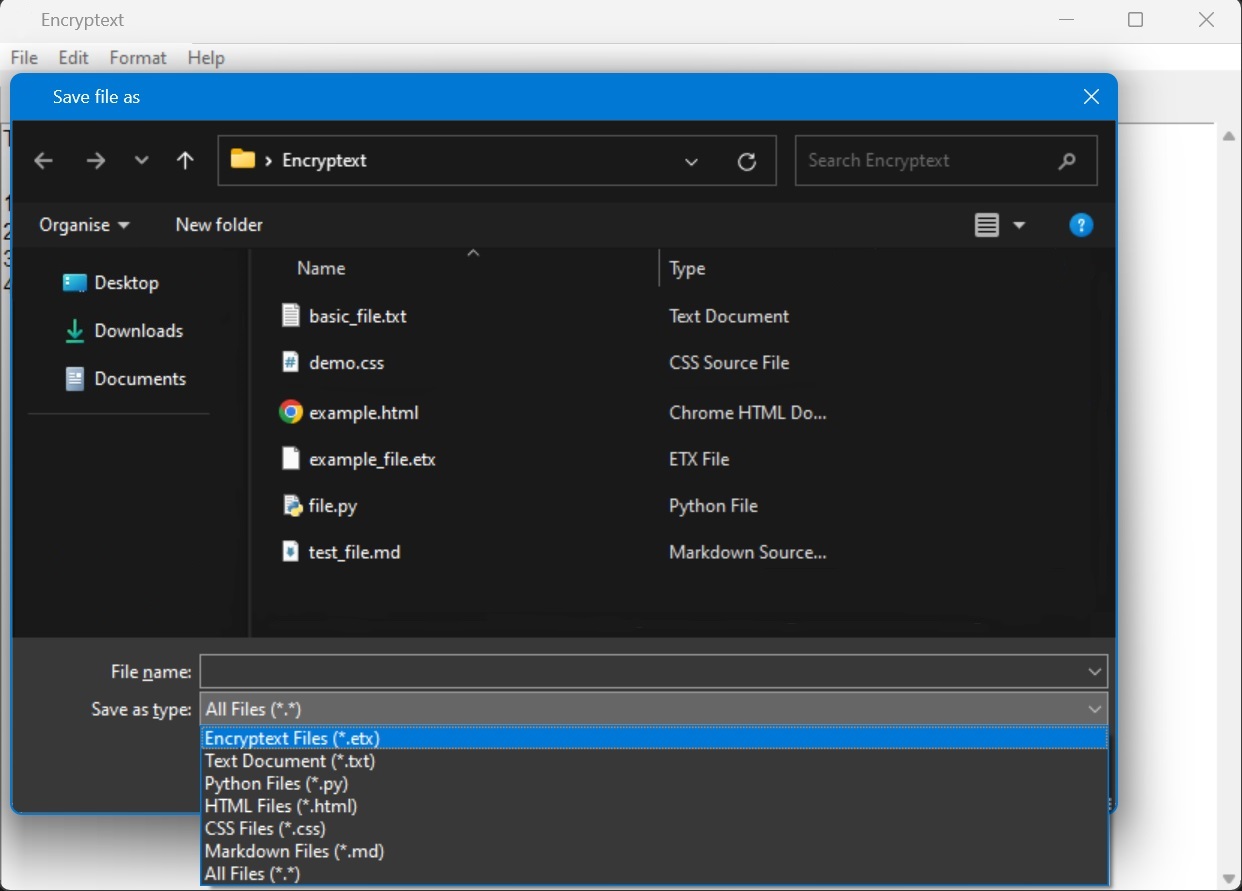 Encryptext
File Edit Format Help
Save file as
Encryptext
Search Encryptext
Organise New folder
?
Name Type
Desktop
Downloads
Documents
basic_file.txt Text Document
demo.css CSS Source File
example.html Chrome HTML Do...
example_file.etx ETX File
file.py Python File
test_file.md Markdown Source...
File name:
Save as type: All Files (*.*)
Encryptext Files (*.etx)
Text Document (*.txt)
Python Files (*.py)
HTML Files (*.html)
CSS Files (*.css)
Markdown Files (*.md)
All Files (*.*)